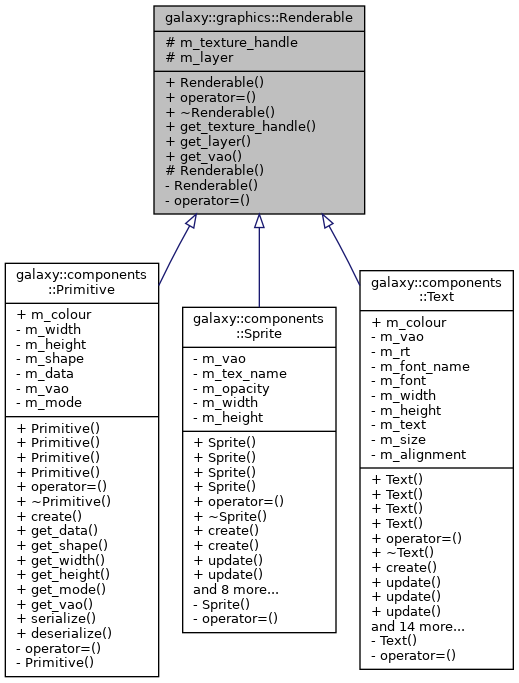 galaxy::graphics::Renderable
# m_texture_handle
# m_layer
+ Renderable()
+ operator=()
+ ~Renderable()
+ get_texture_handle()
+ get_layer()
+ get_vao()
# Renderable()
- Renderable()
- operator=()
galaxy::components
::Primitive
+ m_colour
- m_width
- m_height
- m_shape
- m_data
- m_vao
- m_mode
+ Primitive()
+ Primitive()
+ Primitive()
+ Primitive()
+ operator=()
+ ~Primitive()
+ create()
+ get_data()
+ get_shape()
+ get_width()
+ get_height()
+ get_mode()
+ get_vao()
+ serialize()
+ deserialize()
- operator=()
- Primitive()
galaxy::components
::Sprite
- m_vao
- m_tex_name
- m_opacity
- m_width
- m_height
+ Sprite()
+ Sprite()
+ Sprite()
+ Sprite()
+ operator=()
+ ~Sprite()
+ create()
+ create()
+ update()
+ update()
and 8 more...
- Sprite()
- operator=()
galaxy::components
::Text
+ m_colour
- m_vao
- m_rt
- m_font_name
- m_font
- m_width
- m_height
- m_text
- m_size
- m_alignment
+ Text()
+ Text()
+ Text()
+ Text()
+ operator=()
+ ~Text()
+ create()
+ update()
+ update()
+ update()
and 14 more...
- Text()
- operator=()